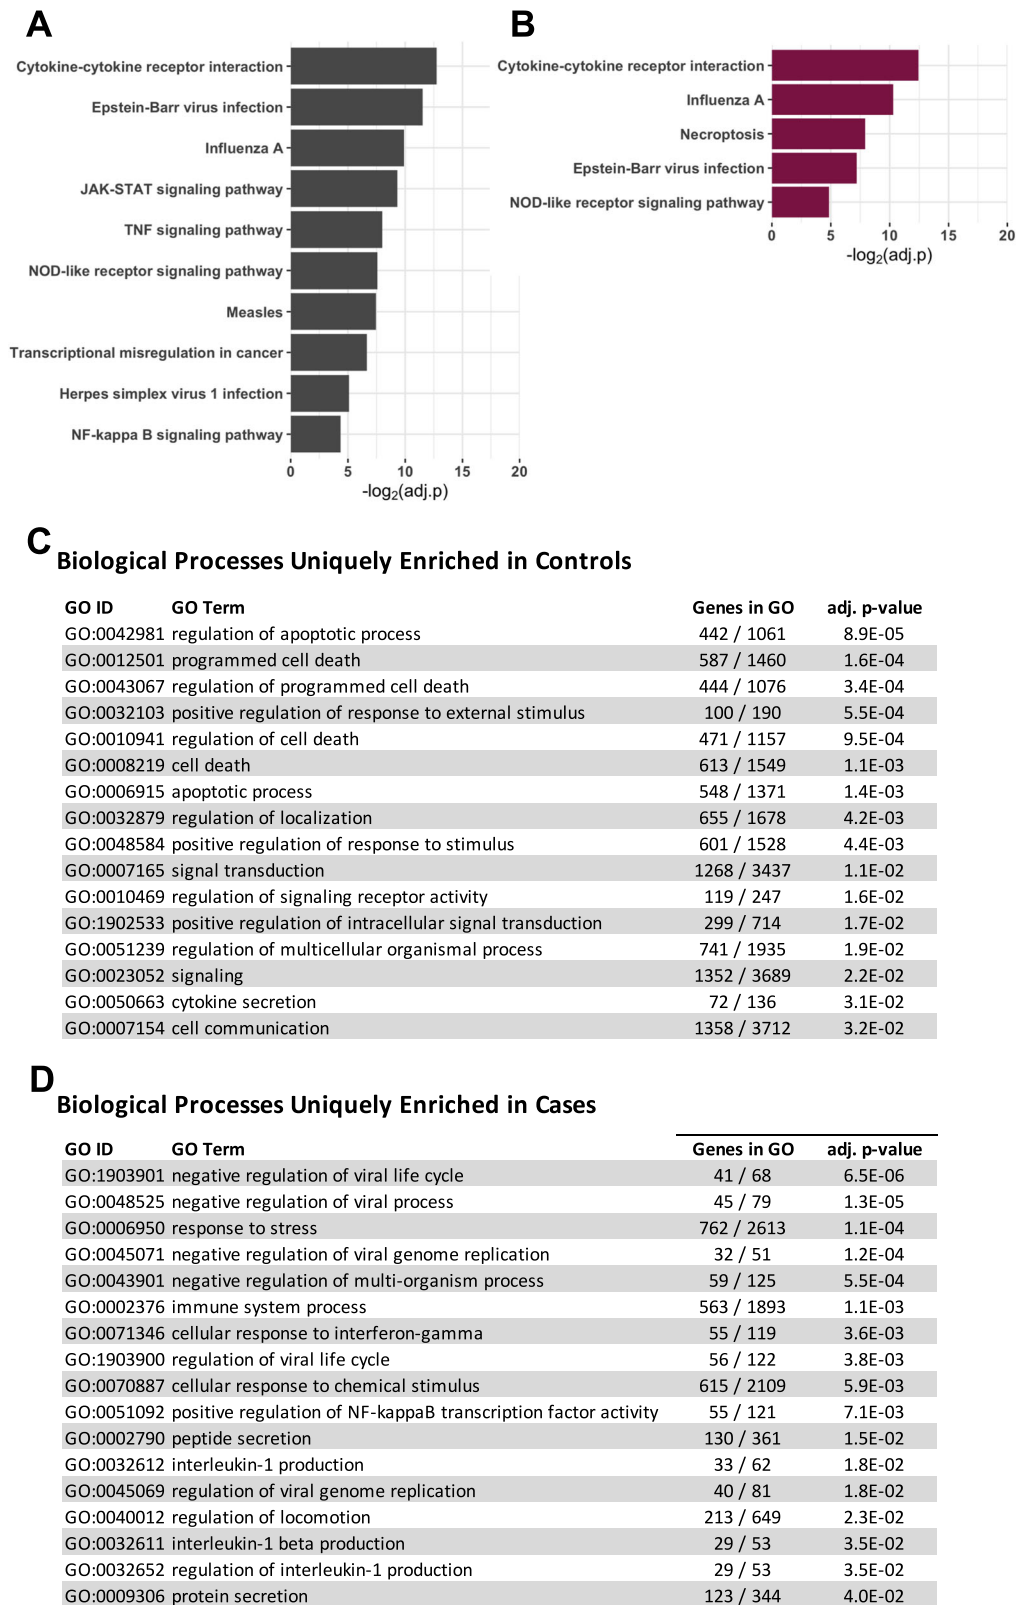 A
Cytokine-cytokine receptor interaction
Epstein-Barr virus infection
Influenza A
JAK-STAT signaling pathway
TNF signaling pathway
NOD-like receptor signaling pathway
Measles
Transcriptional misregulation in cancer
Herpes simplex virus 1 infection
NF-kappa B signaling pathway
0 5 10 15 20
-log2(adj.p)
B
Cytokine-cytokine receptor interaction
Influenza A
Necroptosis
Epstein-Barr virus infection
NOD-like receptor signaling pathway
0 5 10 15 20
-log2(adj.p)
C
Biological Processes Uniquely Enriched in Controls
GO ID GO Term Genes in GO adj. p-value
GO:0042981 regulation of apoptotic process 442 / 1061 8.9E-05
GO:0012501 programmed cell death 587 / 1460 1.6E-04
GO:0043067 regulation of programmed cell death 444 / 1076 3.4E-04
GO:0032103 positive regulation of response to external stimulus 100 / 190 5.5E-04
GO:0010941 regulation of cell death 471 / 1157 9.5E-04
GO:0008219 cell death 613 / 1549 1.1E-03
GO:0006915 apoptotic process 548 / 1371 1.4E-03
GO:0032879 regulation of localization 655 / 1678 4.2E-03
GO:0048584 positive regulation of response to stimulus 601 / 1528 4.4E-03
GO:0007165 signal transduction 1268 / 3437 1.1E-02
GO:0010469 regulation of signaling receptor activity 119 / 247 1.6E-02
GO:1902533 positive regulation of intracellular signal transduction 299 / 714 1.7E-02
GO:0051239 regulation of multicellular organismal process 741 / 1935 1.9E-02
GO:0023052 signaling 1352 / 3689 2.2E-02
GO:0050663 cytokine secretion 72 / 136 3.1E-02
GO:0007154 cell communication 1358 / 3712 3.2E-02
D
Biological Processes Uniquely Enriched in Cases
GO ID GO Term Genes in GO adj. p-value
GO:1903901 negative regulation of viral life cycle 41 / 68 6.5E-06
GO:0048525 negative regulation of viral process 45 / 79 1.3E-05
GO:0006950 response to stress 762 / 2613 1.1E-04
GO:0045071 negative regulation of viral genome replication 32 / 51 1.2E-04
GO:0043901 negative regulation of multi-organism process 59 / 125 5.5E-04
GO:0002376 immune system process 563 / 1893 1.1E-03
GO:0071346 cellular response to interferon-gamma 55 / 119 3.6E-03
GO:1903900 regulation of viral life cycle 56 / 122 3.8E-03
GO:0070887 cellular response to chemical stimulus 615 / 2109 5.9E-03
GO:0051092 positive regulation of NF-kappaB transcription factor activity 55 / 121 7.1E-03
GO:0002790 peptide secretion 130 / 361 1.5E-02
GO:0032612 interleukin-1 production 33 / 62 1.8E-02
GO:0045069 regulation of viral genome replication 40 / 81 1.8E-02
GO:0040012 regulation of locomotion 213 / 649 2.3E-02
GO:0032611 interleukin-1 beta production 29 / 53 3.5E-02
GO:0032652 regulation of interleukin-1 production 29 / 53 3.5E-02
GO:0009306 protein secretion 123 / 344 4.0E-02